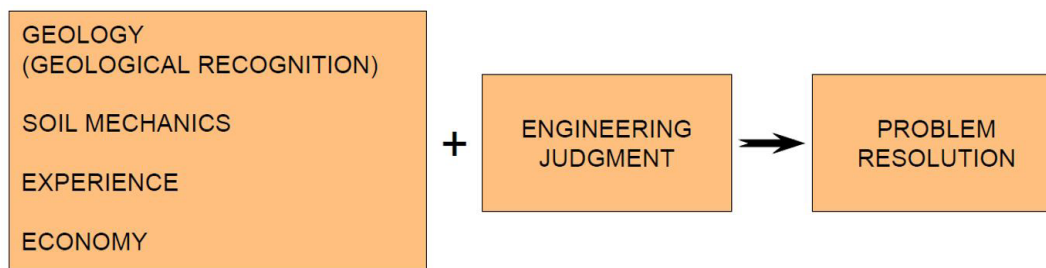 GEOLOGY
(GEOLOGICAL RECOGNITION)
SOIL MECHANICS
EXPERIENCE
ECONOMY
+
ENGINEERING
JUDGMENT
PROBLEM
RESOLUTION